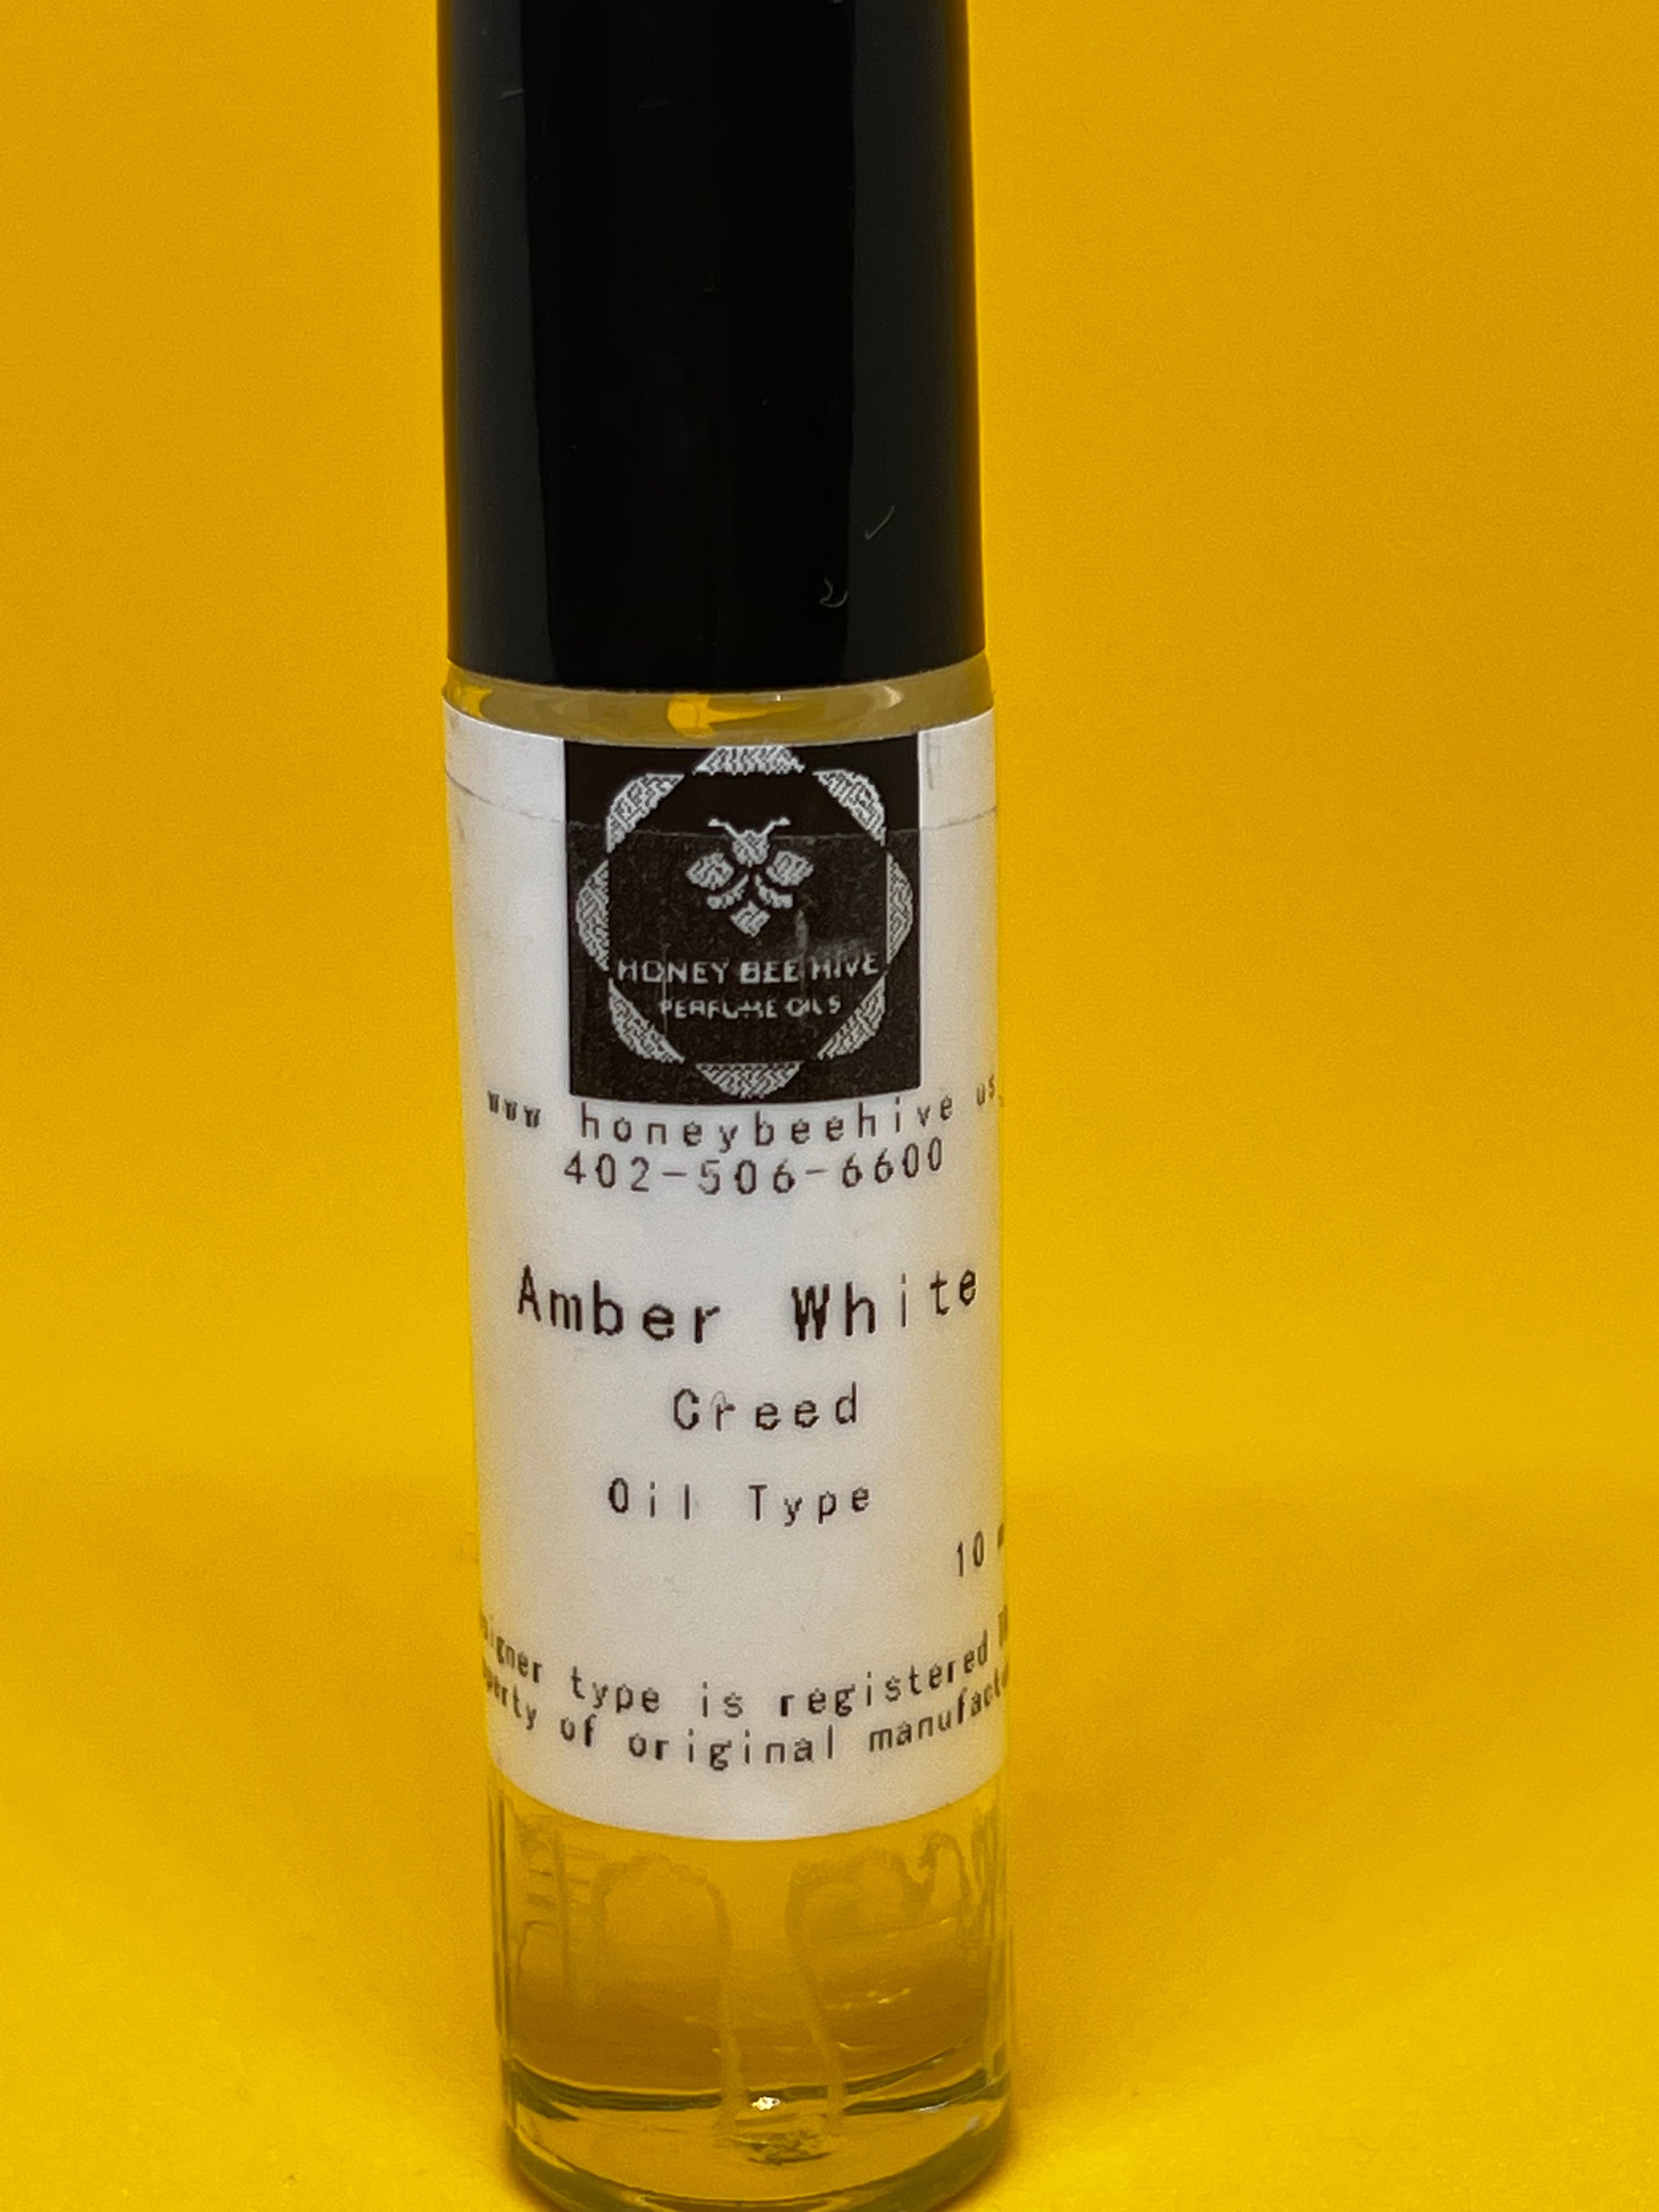 HONEY BEE HIVE
PERFUME OILS
www honeybeehive us
402-506-6600
Amber White
Creed
Oil Type
10
type is registered
of original